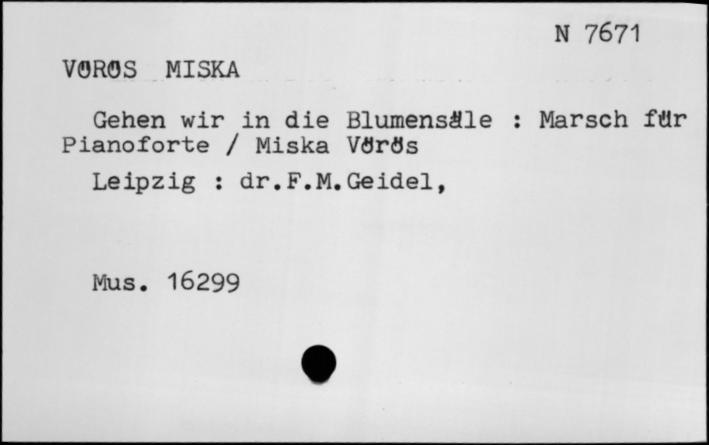 N 7671
VÖRÖS MISKA
Gehen wir in die Blumensäle : Marsch für
Pianoforte / Miska Vörös
Leipzig : dr.F.M.Geidel,
Mus. 16299